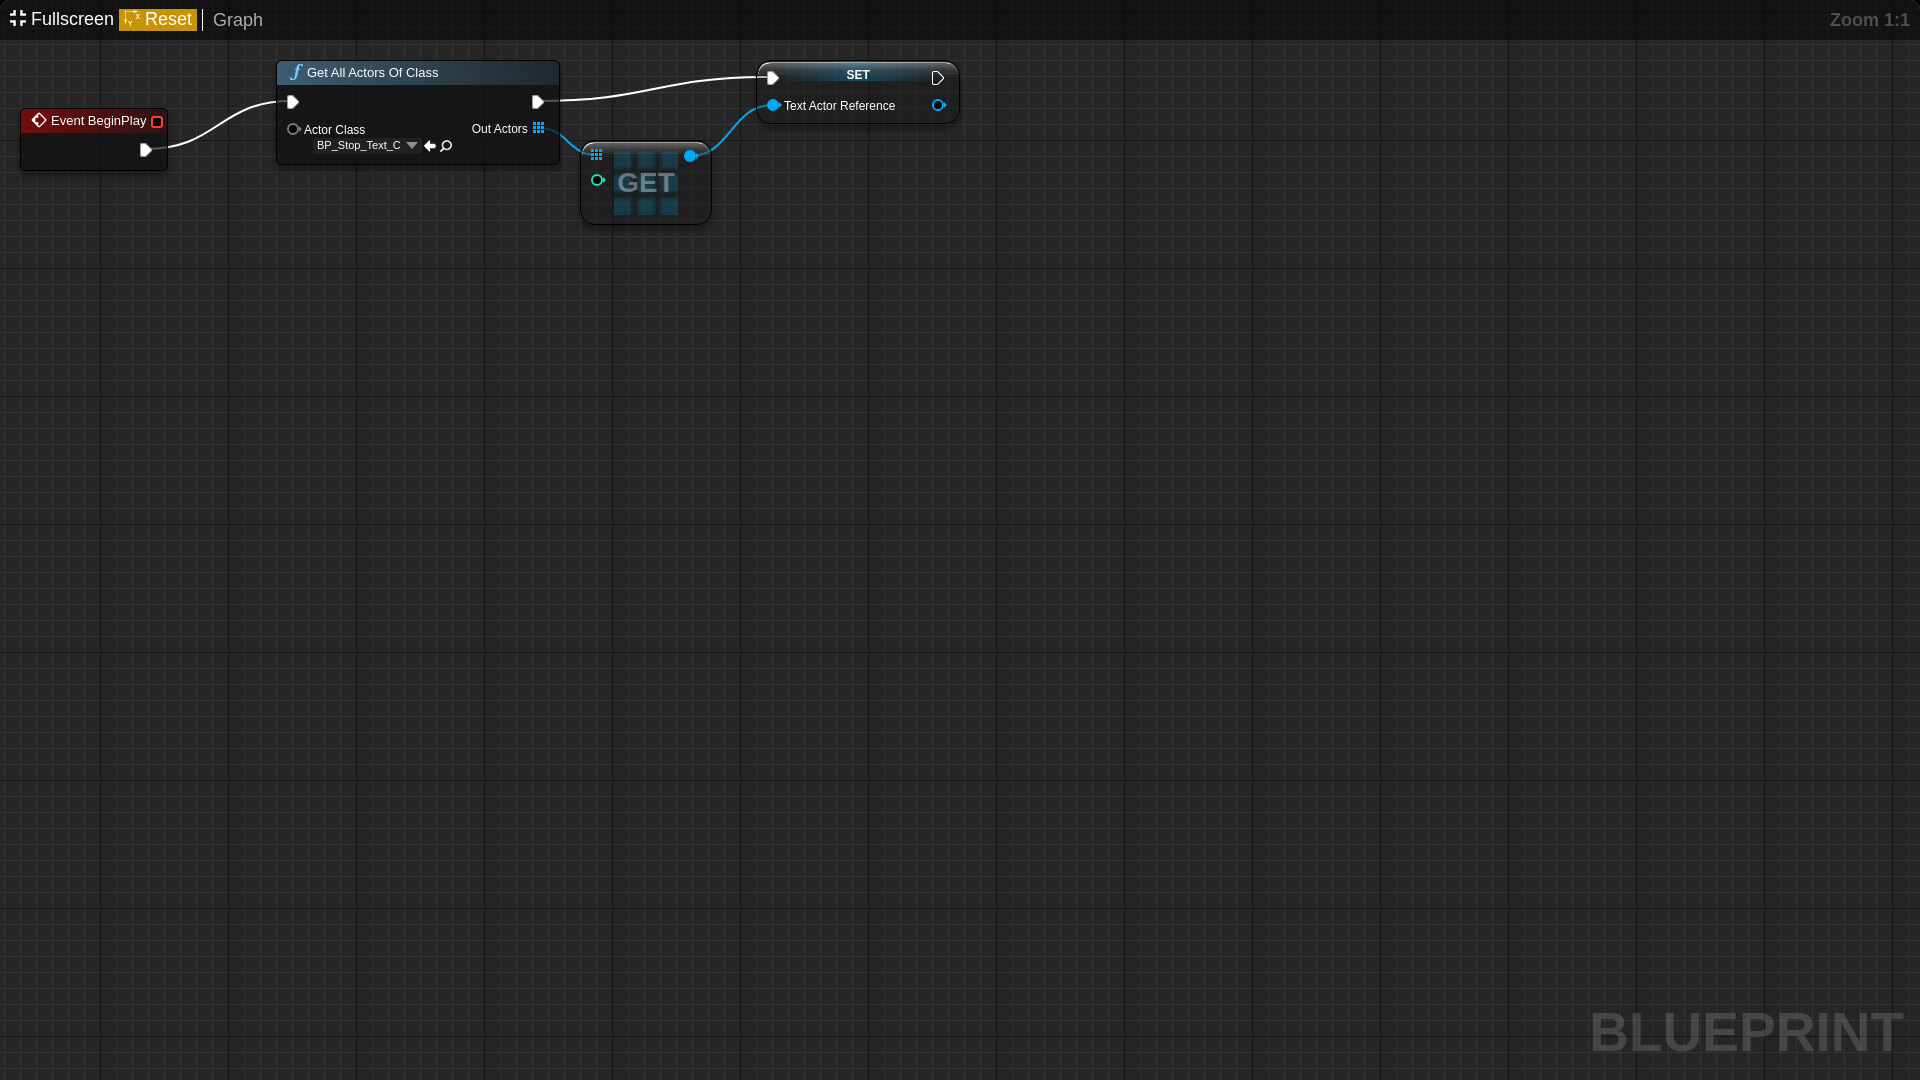 Fullscreen Reset Graph Zoom 1:1
Get All Actors Of Class
SET
Event BeginPlay
Actor Class Out Actors
BP_Stop_Text_C
Text Actor Reference
GET
BLUEPRINT